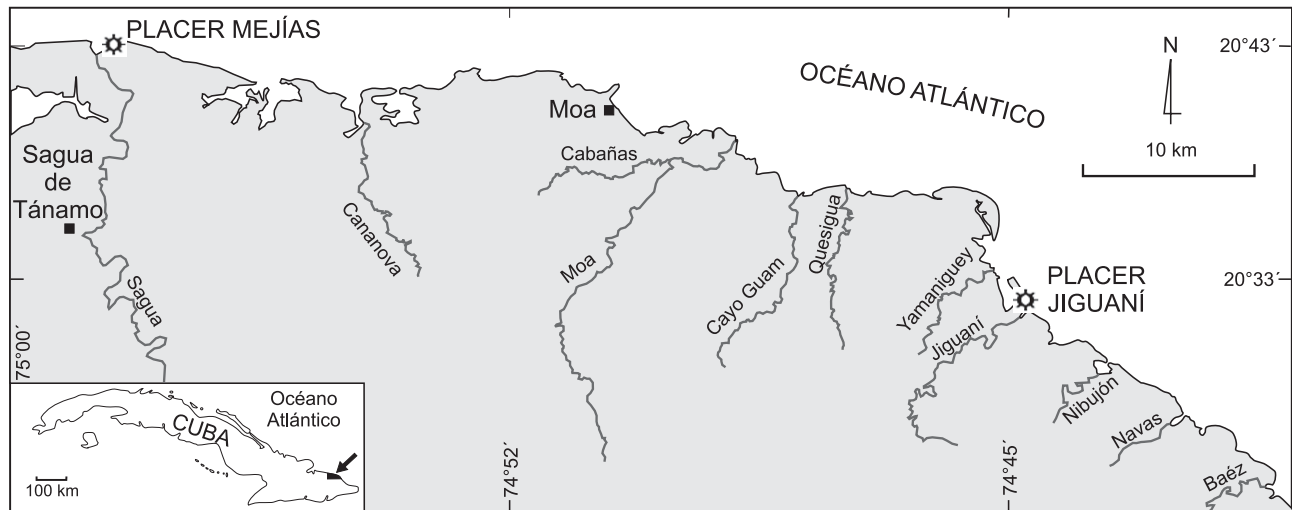 PLACER MEJÍAS
N
20°43´
OCÉANO ATLÁNTICO
10 km
Moa
Cabañas
Sagua
de
Tánamo
Cananova
Moa
Cayo Guam
Quesigua
Yamaniguey
PLACER
JIGUANÍ
20°33´
Sagua
Jiguaní
75°00´
Nibujón
Navas
Baéz
74°52´
74°45´
Océano
Atlántico
CUBA
100 km